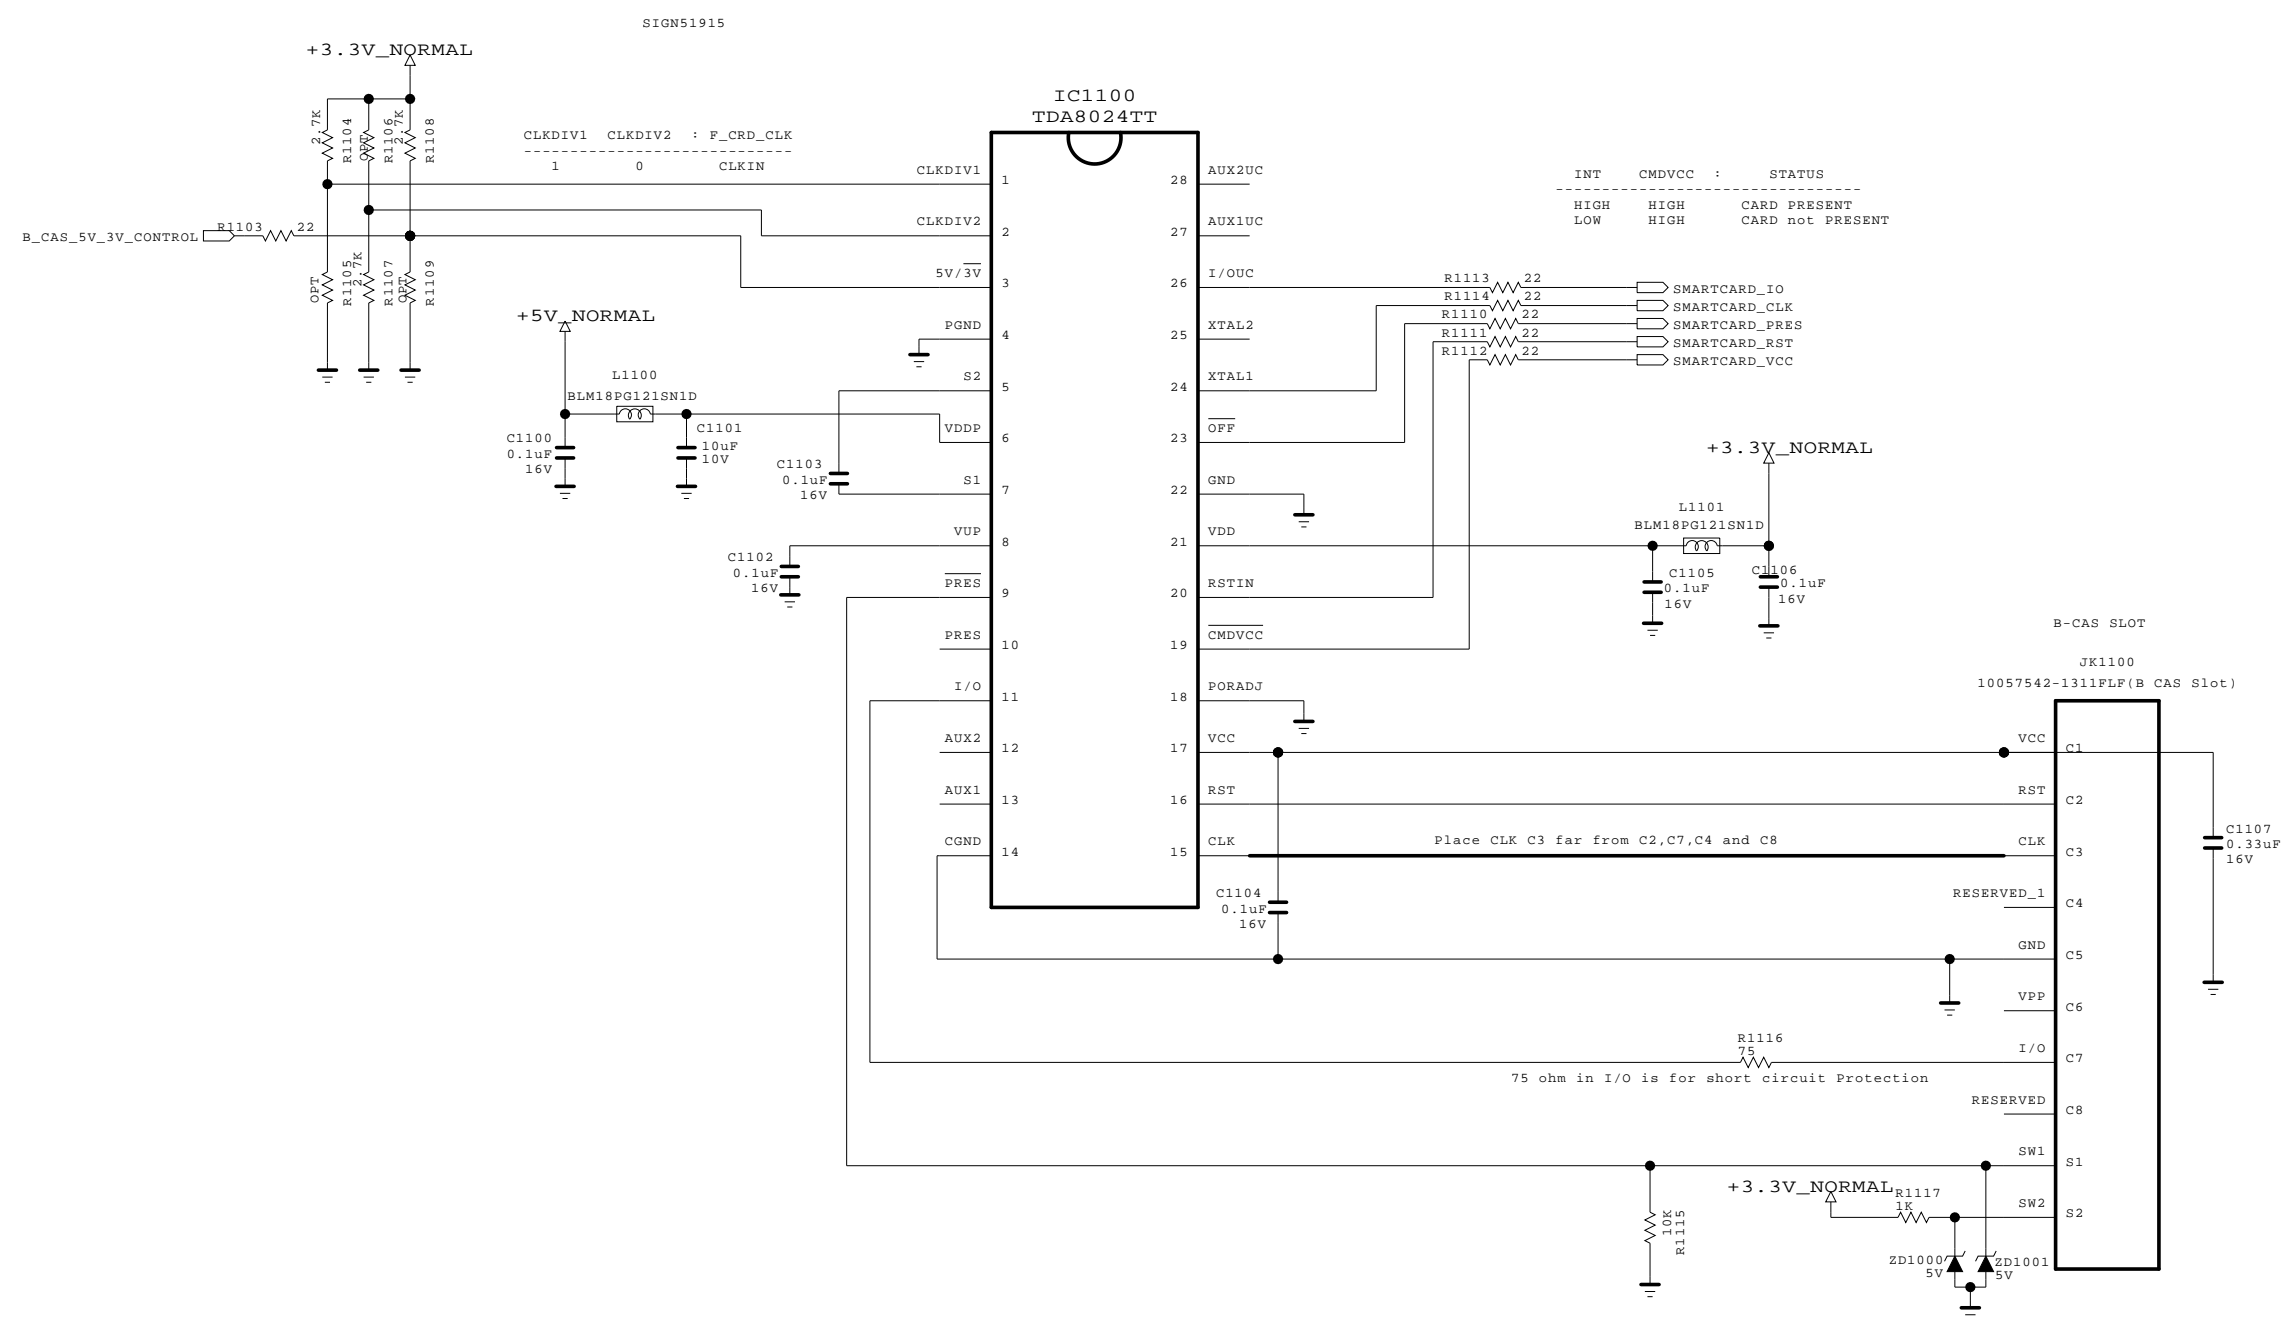 SIGN51915
+3.3V_NORMAL
2.7K
R1104
OPT
R1106
2.7K
R1108
CLKDIV1 CLKDIV2 : F_CRD_CLK
1 0 CLKIN
B_CAS_5V_3V_CONTROL
R1103 22
OPT
R1105
2.7K
R1107
OPT
R1109
+5V_NORMAL
L1100
BLM18PG121SN1D
C1100
0.1uF
16V
C1101
10uF
10V
C1103
0.1uF
16V
C1102
0.1uF
16V
IC1100
TDA8024TT
CLKDIV1 1
CLKDIV2 2
5V/3V 3
PGND 4
S2 5
VDDP 6
S1 7
VUP 8
PRES 9
PRES 10
I/O 11
AUX2 12
AUX1 13
CGND 14
28 AUX2UC
27 AUX1UC
26 I/OUC
25 XTAL2
24 XTAL1
23 OFF
22 GND
21 VDD
20 RSTIN
19 CMDVCC
18 PORADJ
17 VCC
16 RST
15 CLK
INT CMDVCC : STATUS
HIGH HIGH CARD PRESENT
LOW HIGH CARD not PRESENT
R1113 22 SMARTCARD_IO
R1114 22 SMARTCARD_CLK
R1110 22 SMARTCARD_PRES
R1111 22 SMARTCARD_RST
R1112 22 SMARTCARD_VCC
+3.3V_NORMAL
L1101
BLM18PG121SN1D
C1105
0.1uF
16V
C1106
0.1uF
16V
B-CAS SLOT
JK1100
10057542-1311FLF(B CAS Slot)
VCC C1
RST C2
Place CLK C3 far from C2,C7,C4 and C8
CLK C3
C1107
0.33uF
16V
C1104
0.1uF
16V
RESERVED_1 C4
GND C5
VPP C6
R1116
75
I/O C7
75 ohm in I/O is for short circuit Protection
RESERVED C8
SW1 S1
+3.3V_NORMAL
R1117
1K
SW2 S2
10K
R1115
ZD1000
5V
ZD1001
5V